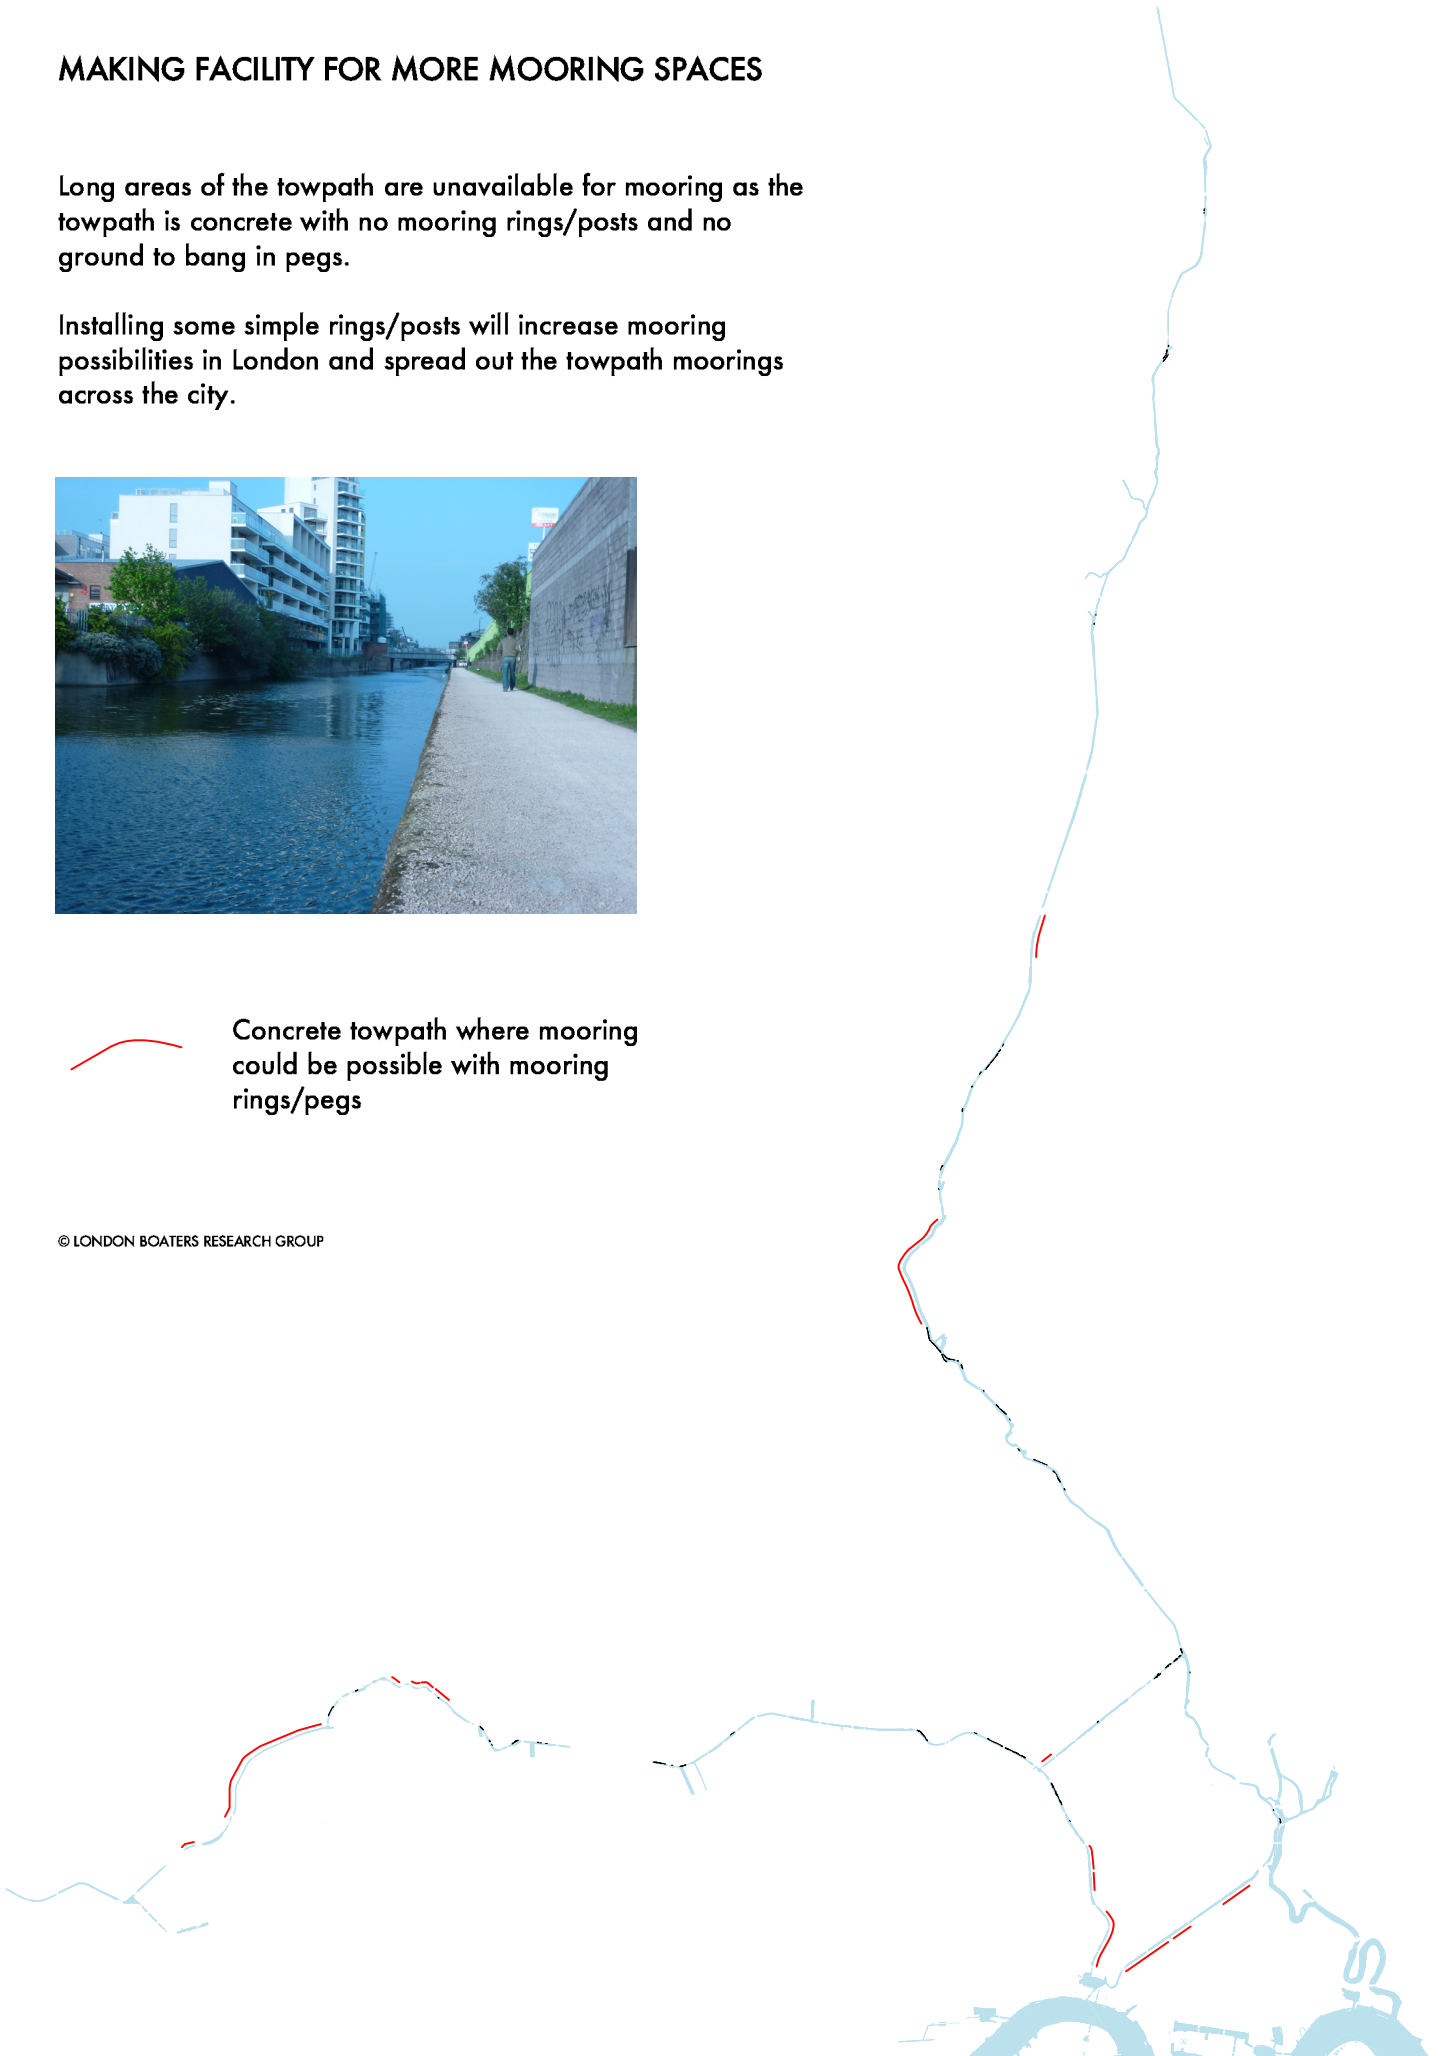 MAKING FACILITY FOR MORE MOORING SPACES
Long areas of the towpath are unavailable for mooring as the
towpath is concrete with no mooring rings/posts and no
ground to bang in pegs.
Installing some simple rings/posts will increase mooring
possibilities in London and spread out the towpath moorings
across the city.
Concrete towpath where mooring
could be possible with mooring
rings/pegs
© LONDON BOATERS RESEARCH GROUP